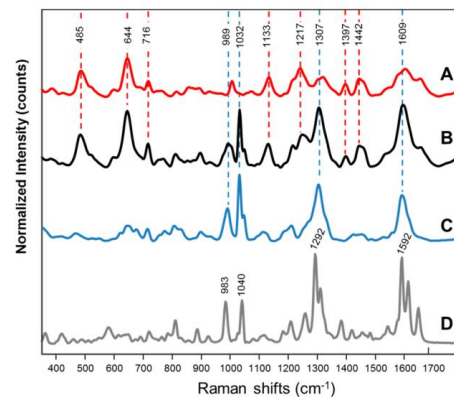 485
644
716
989
1032
1133
1217
1307
1397
1442
1609
A
B
C
D
983
1040
1292
1592
Normalized Intensity (counts)
400 500 600 700 800 900 1000 1100 1200 1300 1400 1500 1600 1700
Raman shifts (cm⁻¹)